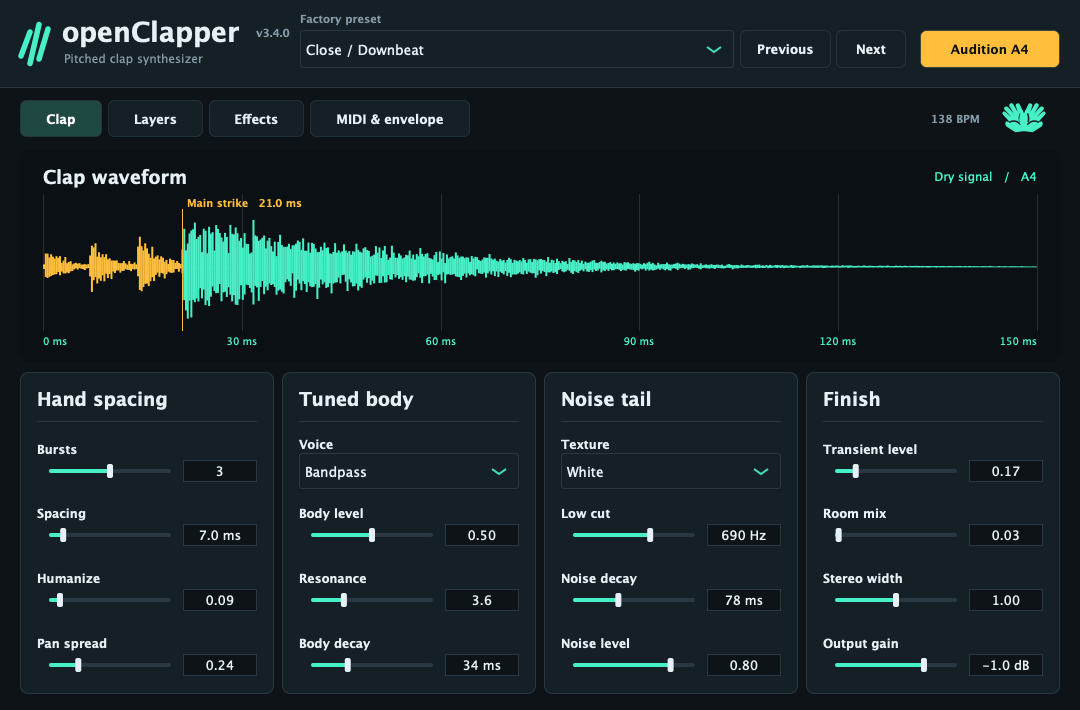 openClapper
v3.4.0
Pitched clap synthesizer
Factory preset
Close / Downbeat
Previous
Next
Audition A4
Clap
Layers
Effects
MIDI & envelope
138 BPM
Clap waveform
Dry signal / A4
Main strike 21.0 ms
0 ms
30 ms
60 ms
90 ms
120 ms
150 ms
Hand spacing
Bursts
3
Spacing
7.0 ms
Humanize
0.09
Pan spread
0.24
Tuned body
Voice
Bandpass
Body level
0.50
Resonance
3.6
Body decay
34 ms
Noise tail
Texture
White
Low cut
690 Hz
Noise decay
78 ms
Noise level
0.80
Finish
Transient level
0.17
Room mix
0.03
Stereo width
1.00
Output gain
−1.0 dB